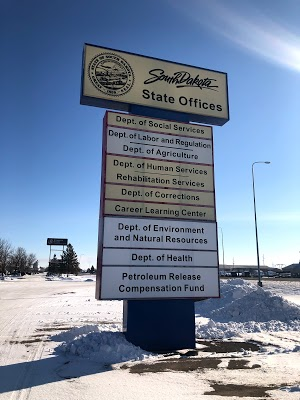 South Dakota
State Offices
Dept. of Social Services
Dept. of Labor and Regulation
Dept. of Agriculture
Dept. of Human Services
Rehabilitation Services
Dept. of Corrections
Career Learning Center
Dept. of Environment
and Natural Resources
Dept. of Health
Petroleum Release
Compensation Fund